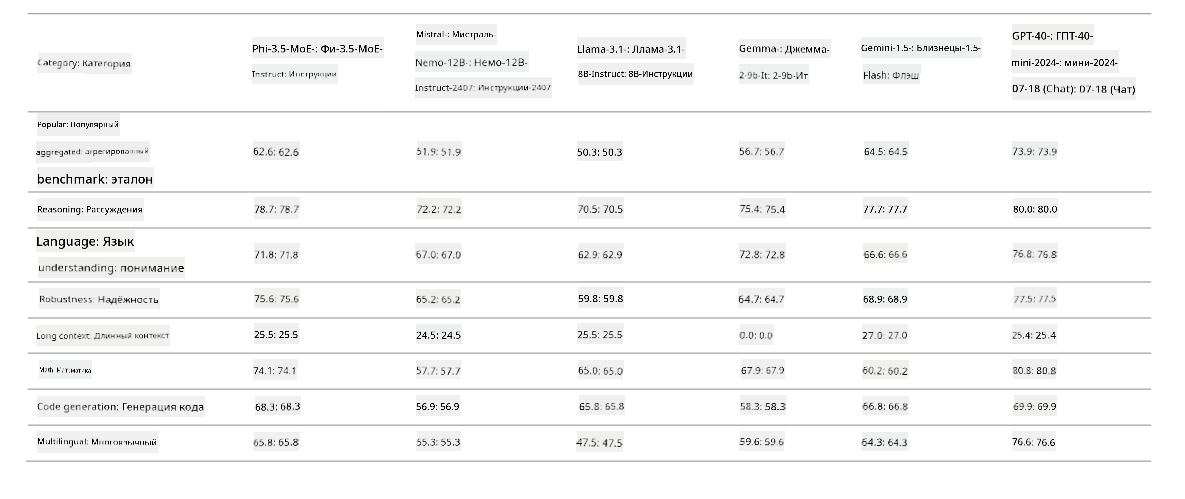 Category: Категория
Phi-3.5-MoE-: Фи-3.5-MoE-
Instruct: Инструкции
Mistral-: Мистраль-
Nemo-12B-: Немо-12B-
Instruct-2407: Инструкции-2407
Llama-3.1-: Ллама-3.1-
8B-Instruct: 8B-Инструкции
Gemma-: Джемма-
2-9b-It: 2-9b-Ит
Gemini-1.5-: Близнецы-1.5-
Flash: Флэш
GPT-40-: ГПТ-40-
mini-2024-: мини-2024-
07-18 (Chat): 07-18 (Чат)
Popular: Популярный
aggregated: агрегированный
benchmark: эталон
62.6: 62.6
51.9: 51.9
50.3: 50.3
56.7: 56.7
64.5: 64.5
73.9: 73.9
Reasoning: Рассуждения
78.7: 78.7
72.2: 72.2
70.5: 70.5
75.4: 75.4
77.7: 77.7
80.0: 80.0
Language: Язык
understanding: понимание
71.8: 71.8
67.0: 67.0
62.9: 62.9
72.8: 72.8
66.6: 66.6
76.8: 76.8
Robustness: Надёжность
75.6: 75.6
65.2: 65.2
59.8: 59.8
64.7: 64.7
68.9: 68.9
77.5: 77.5
Long context: Длинный контекст
25.5: 25.5
24.5: 24.5
25.5: 25.5
0.0: 0.0
27.0: 27.0
25.4: 25.4
Математика
74.1: 74.1
57.7: 57.7
65.0: 65.0
67.9: 67.9
60.2: 60.2
80.8: 80.8
Code generation: Генерация кода
68.3: 68.3
56.9: 56.9
65.8: 65.8
58.3: 58.3
66.8: 66.8
69.9: 69.9
Multilingual: Многоязычный
65.8: 65.8
55.3: 55.3
47.5: 47.5
59.6: 59.6
64.3: 64.3
76.6: 76.6